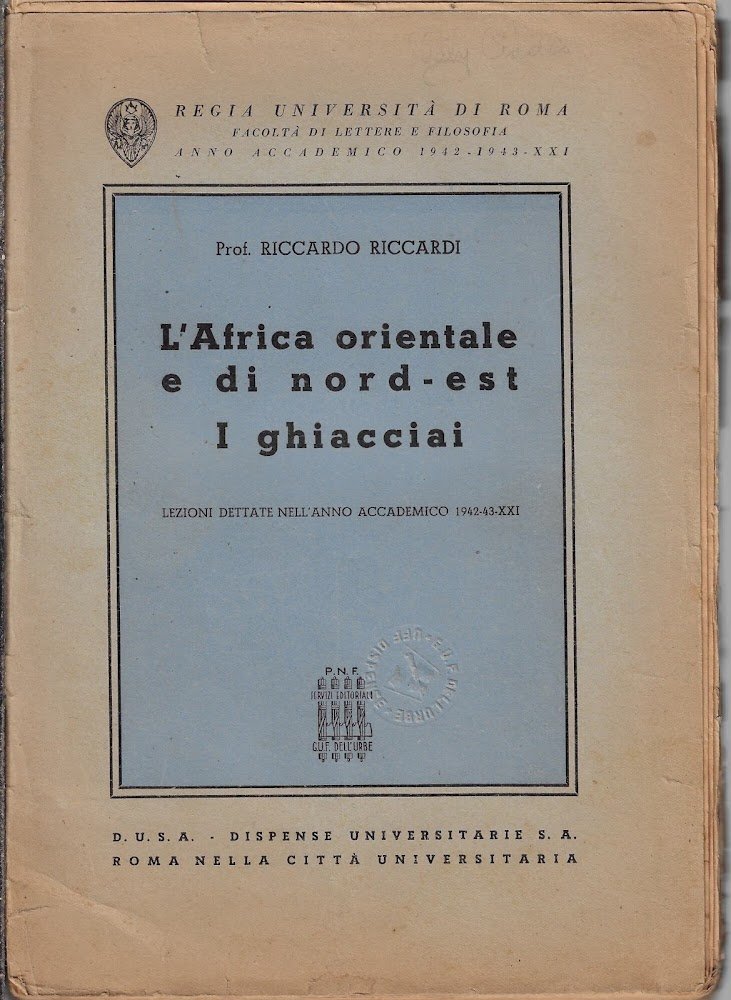 REGIA UNIVERSITÀ DI ROMA
FACOLTÀ DI LETTERE E FILOSOFIA
ANNO ACCADEMICO 1942-1943-XXI
Prof. RICCARDO RICCARDI
L'Africa orientale
e di nord-est
I ghiacciai
LEZIONI DETTATE NELL'ANNO ACCADEMICO 1942-43-XXI
P.N.F.
SERVIZI EDITORIALI
G.U.F. DELL'URBE
D.U.S.A. - DISPENSE UNIVERSITARIE S. A.
ROMA NELLA CITTÀ UNIVERSITARIA